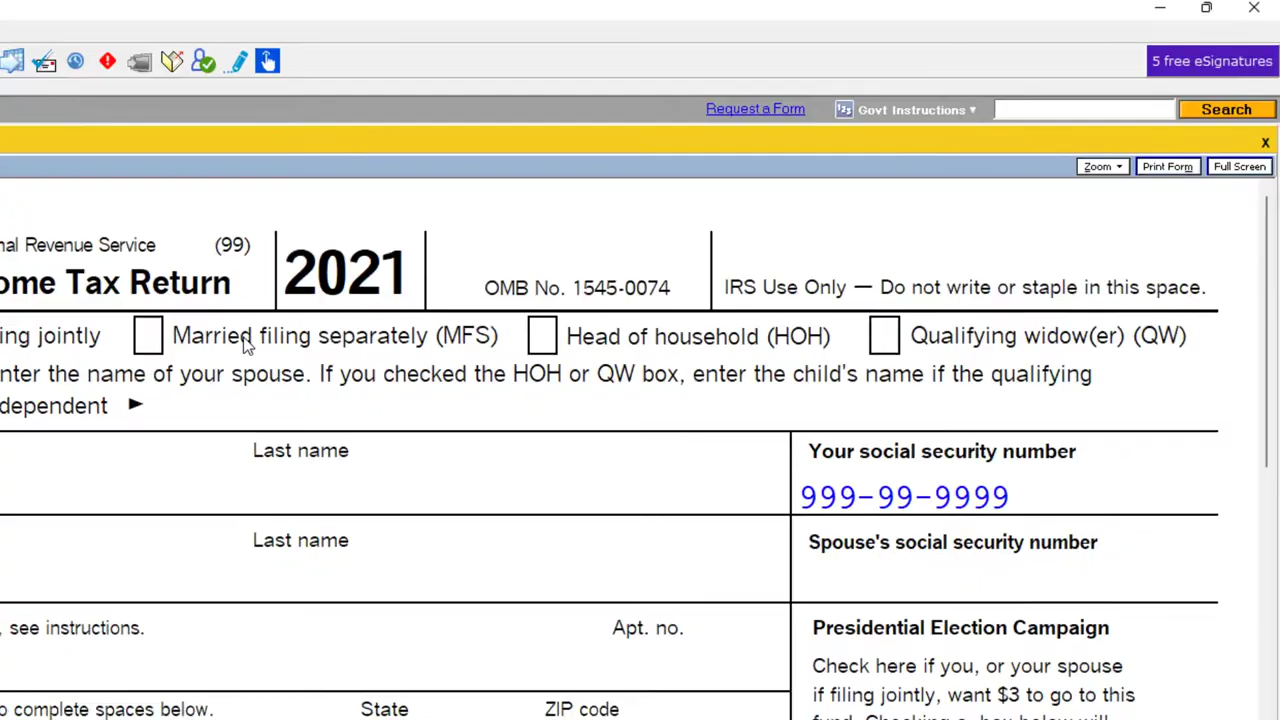 5 free eSignatures
Request a Form
Govt Instructions
Search
x
Zoom
Print Form
Full Screen
nal Revenue Service (99)
ome Tax Return
2021
OMB No. 1545-0074
IRS Use Only — Do not write or staple in this space.
ing jointly Married filing separately (MFS) Head of household (HOH) Qualifying widow(er) (QW)
nter the name of your spouse. If you checked the HOH or QW box, enter the child's name if the qualifying
dependent ►
Last name
Your social security number
999-99-9999
Last name
Spouse's social security number
, see instructions. Apt. no.
Presidential Election Campaign
Check here if you, or your spouse
if filing jointly, want $3 to go to this
to complete spaces below. State ZIP code
fund. Checking a box below will